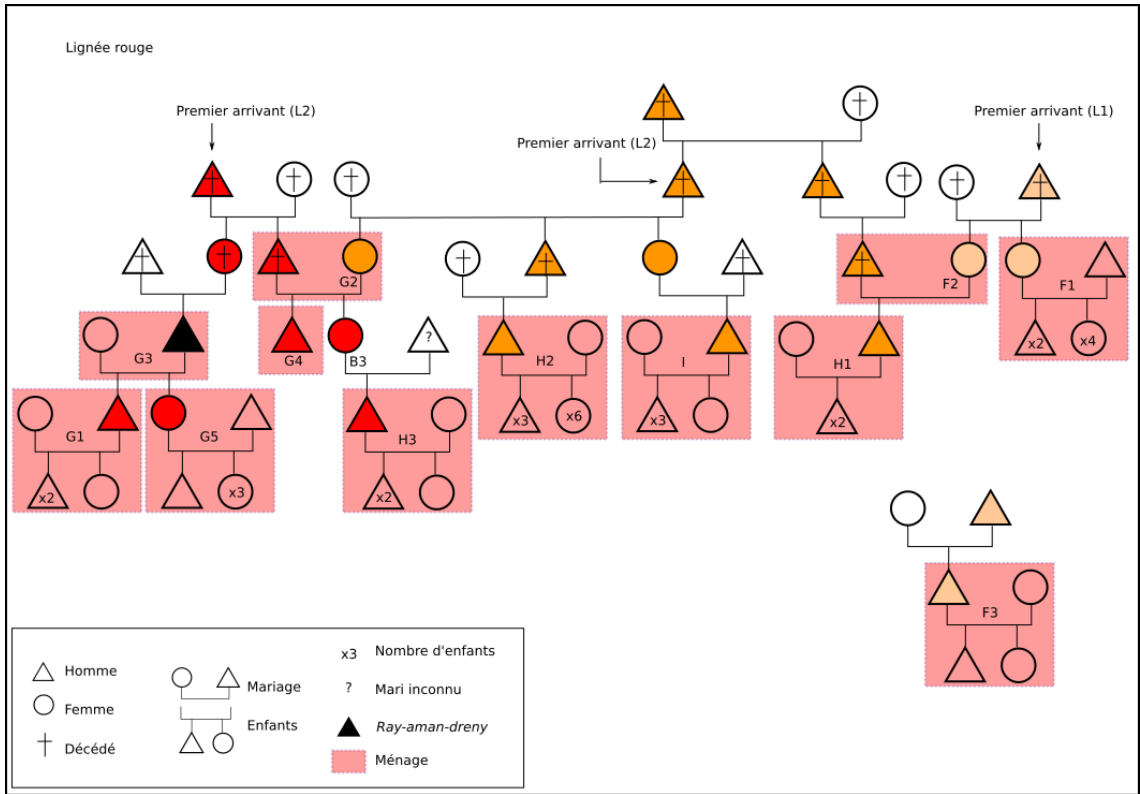 Lignée rouge
Premier arrivant (L2)
Premier arrivant (L2)
Premier arrivant (L1)
G2
F2
F1
x2
x4
G3
G4
B3
?
H2
I
H1
G1
G5
H3
x3
x6
x3
x2
x2
x3
x2
F3
Homme
Femme
Décédé
Mariage
Enfants
x3 Nombre d'enfants
? Mari inconnu
Ray-aman-dreny
Ménage